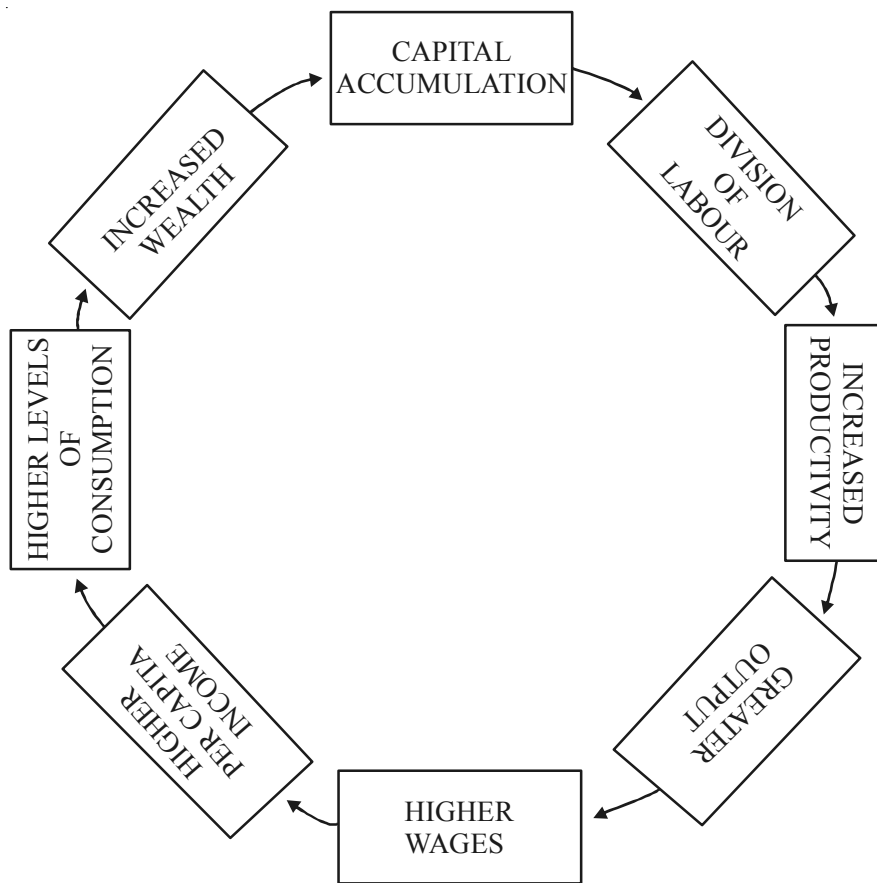 CAPITAL
ACCUMULATION
DIVISION
OF
LABOUR
INCREASED
PRODUCTIVITY
GREATER
OUTPUT
HIGHER
WAGES
HIGHER
PER CAPITA
INCOME
HIGHER LEVELS
OF
CONSUMPTION
INCREASED
WEALTH